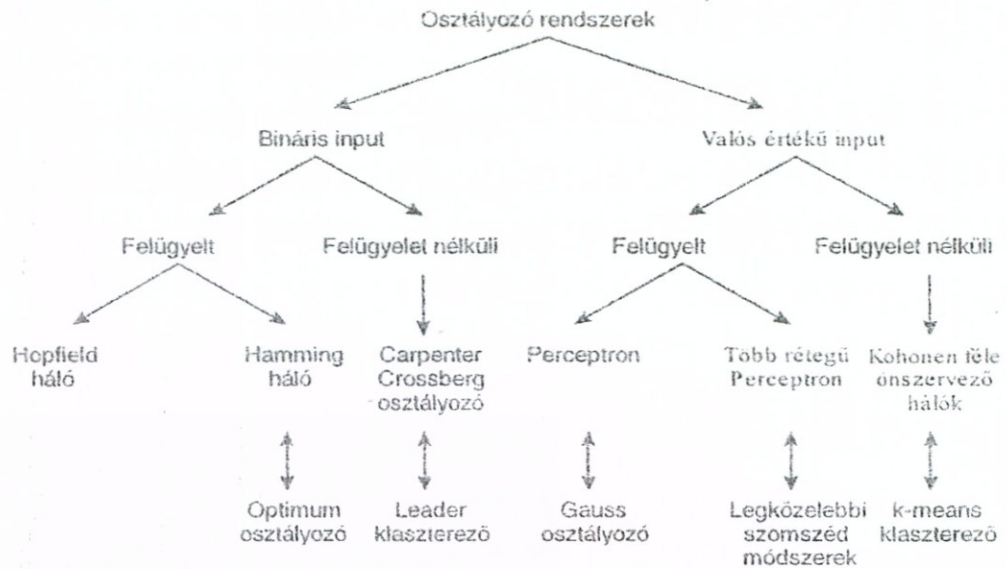 Osztályozó rendszerek
Bináris input
Valós értékű input
Felügyelt
Felügyelet nélküli
Felügyelt
Felügyelet nélküli
Hopfield
háló
Hamming
háló
Carpenter
Crossberg
osztályozó
Perceptron
Több rétegű
Perceptron
Kohonen féle
önszervező
hálók
Optimum
osztályozó
Leader
klaszterező
Gauss
osztályozó
Legközelebbi
szomszéd
módszerek
k-means
klaszterező